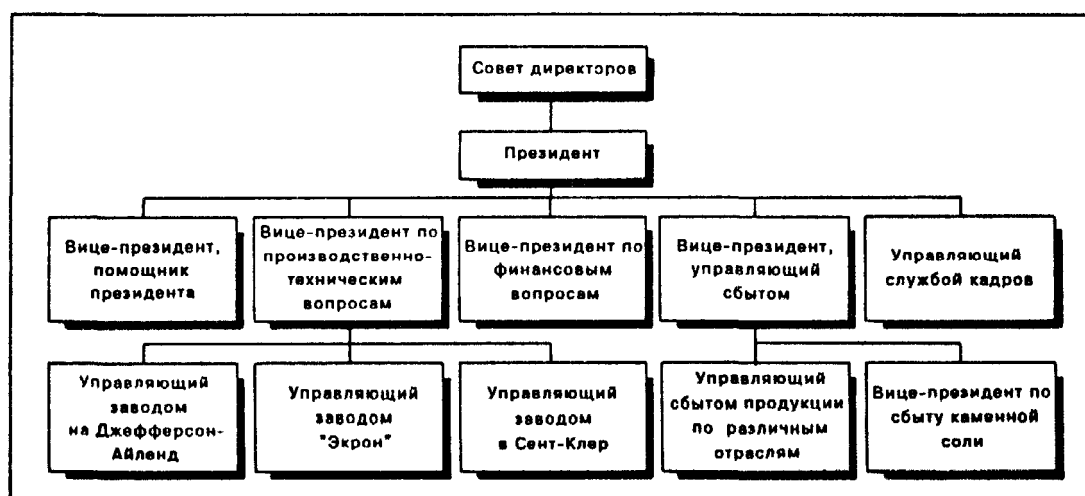 Совет директоров
Президент
Вице-президент,
помощник
президента
Вице-президент по
производственно-
техническим
вопросам
Вице-президент по
финансовым
вопросам
Вице-президент,
управляющий
сбытом
Управляющий
службой кадров
Управляющий
заводом
на Джефферсон-
Айленд
Управляющий
заводом
"Экрон"
Управляющий
заводом
в Сент-Клер
Управляющий
сбытом продукции
по различным
отраслям
Вице-президент по
сбыту каменной
соли